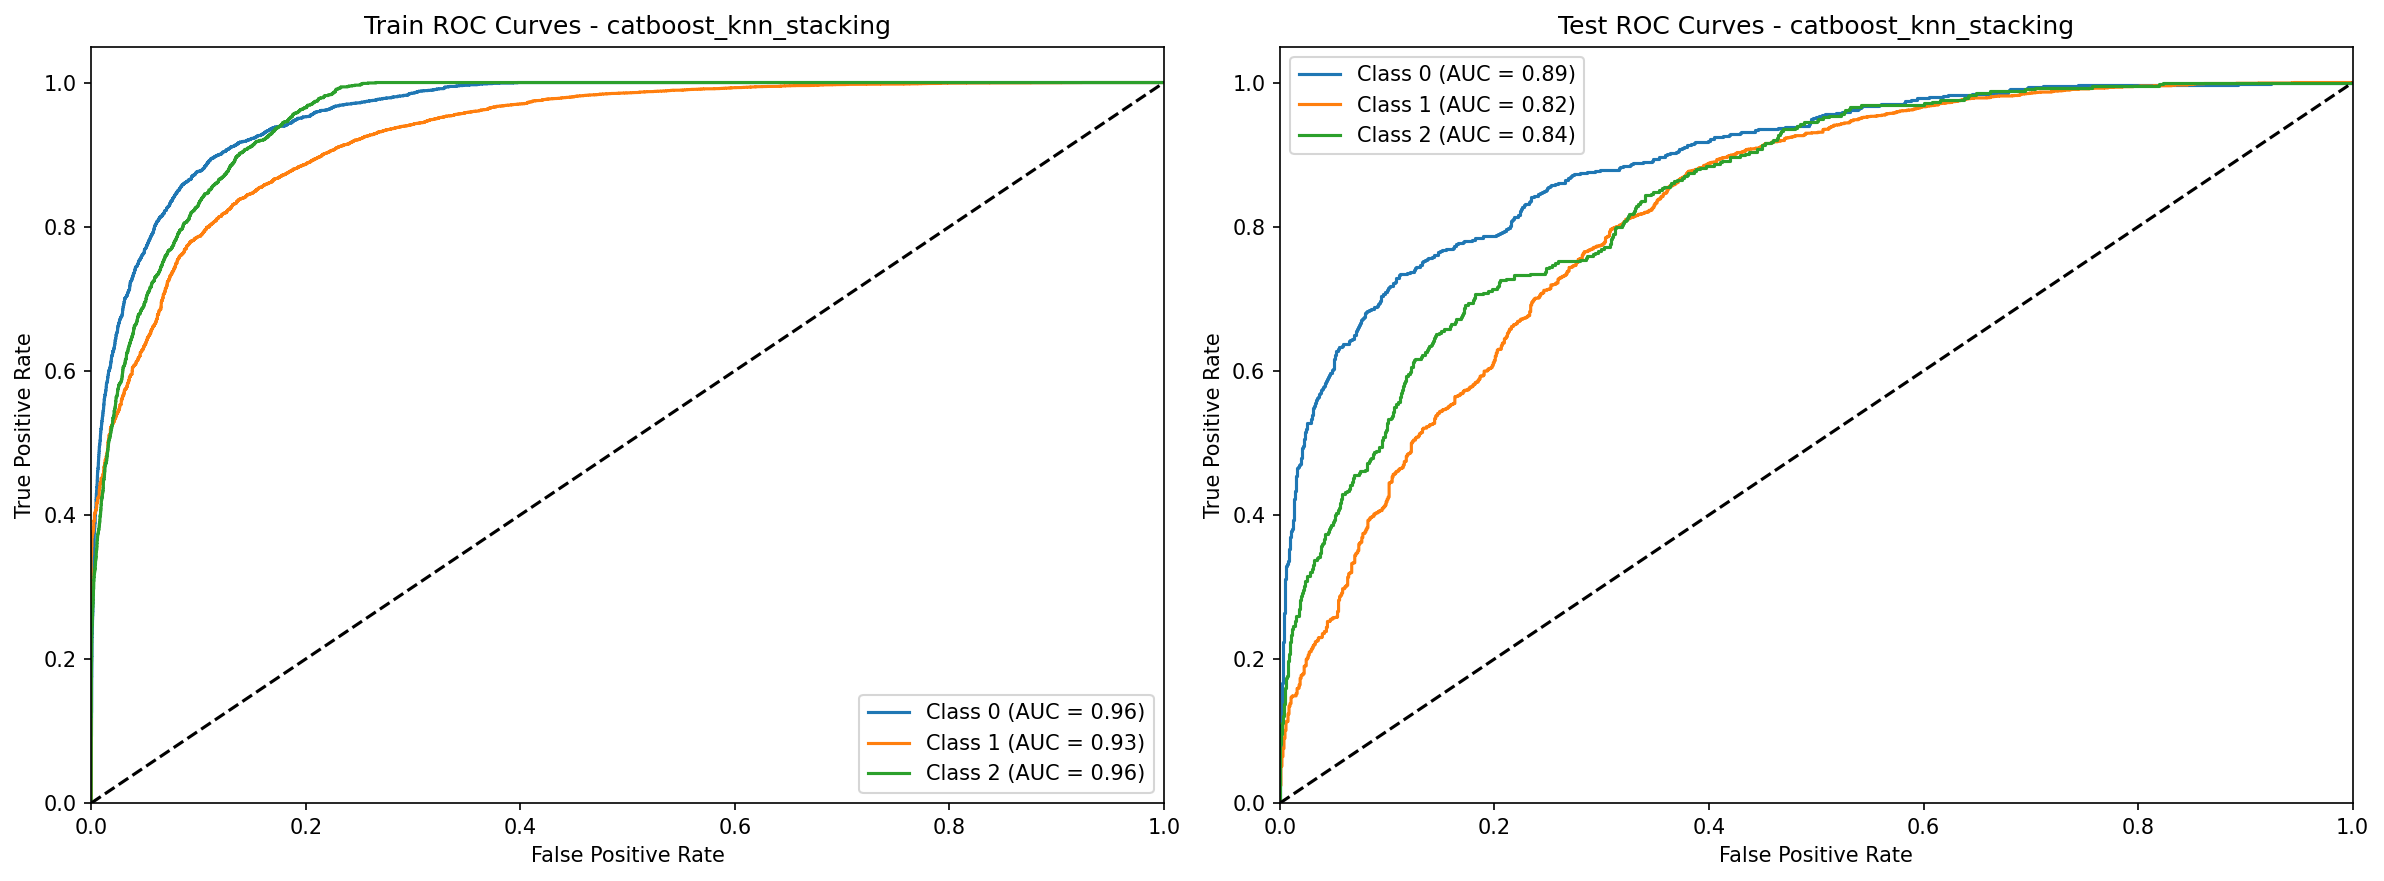 Train ROC Curves - catboost_knn_stacking
True Positive Rate
1.0
0.8
0.6
0.4
0.2
0.0
Class 0 (AUC = 0.96)
Class 1 (AUC = 0.93)
Class 2 (AUC = 0.96)
0.0 0.2 0.4 0.6 0.8 1.0
False Positive Rate
Test ROC Curves - catboost_knn_stacking
Class 0 (AUC = 0.89)
Class 1 (AUC = 0.82)
Class 2 (AUC = 0.84)
True Positive Rate
1.0
0.8
0.6
0.4
0.2
0.0
0.0 0.2 0.4 0.6 0.8 1.0
False Positive Rate